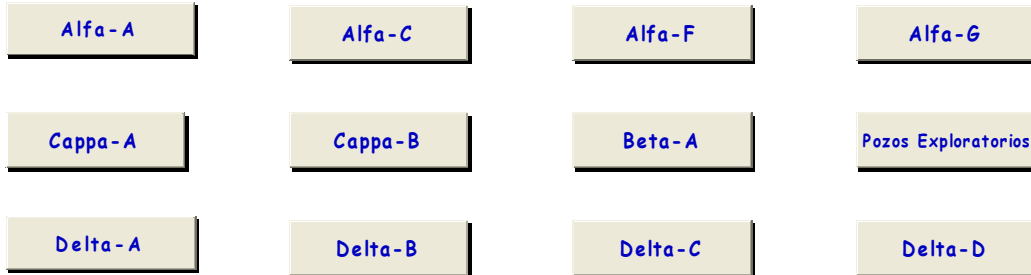 Alfa-A
Alfa-C
Alfa-F
Alfa-G
Cappa-A
Cappa-B
Beta-A
Pozos Exploratorios
Delta-A
Delta-B
Delta-C
Delta-D